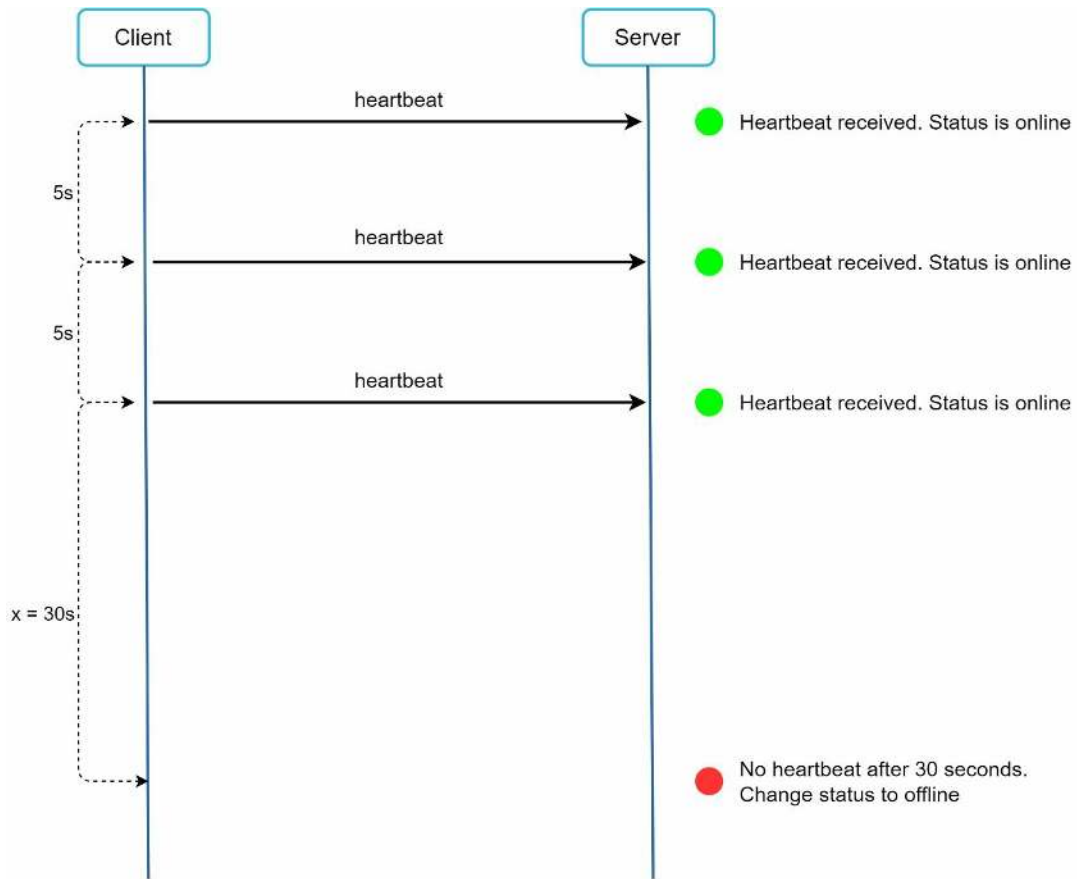 Client
Server
heartbeat
Heartbeat received. Status is online
5s
heartbeat
Heartbeat received. Status is online
5s
heartbeat
Heartbeat received. Status is online
x = 30s
No heartbeat after 30 seconds.
Change status to offline